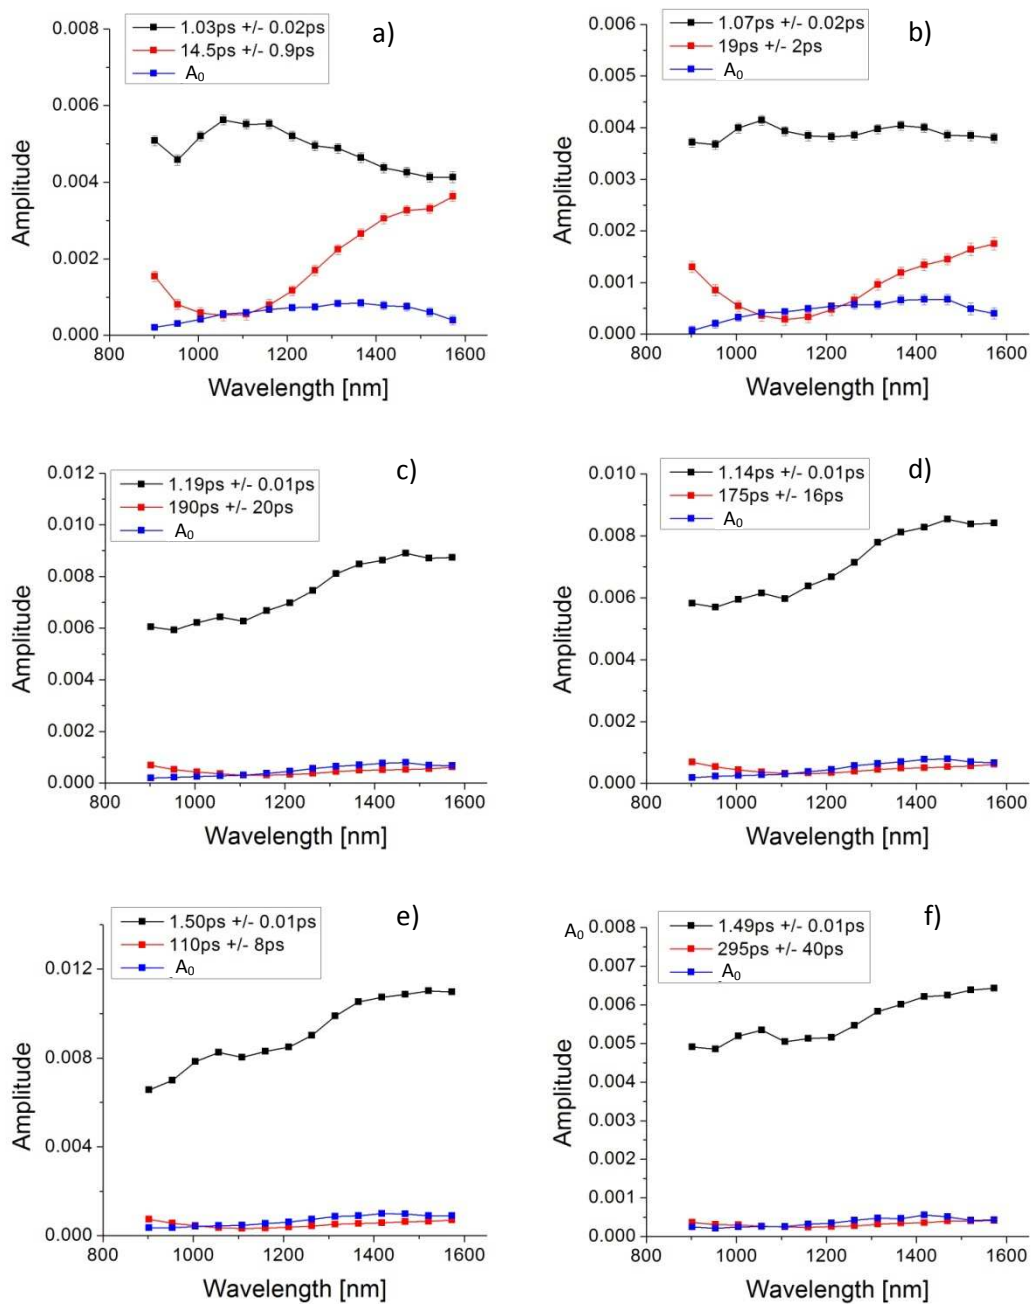 1.03ps +/- 0.02ps
14.5ps +/- 0.9ps
A₀
a)
0.008
0.006
0.004
0.002
0.000
Amplitude
800 1000 1200 1400 1600
Wavelength [nm]
1.07ps +/- 0.02ps
19ps +/- 2ps
A₀
b)
0.006
0.005
0.004
0.003
0.002
0.001
0.000
Amplitude
800 1000 1200 1400 1600
Wavelength [nm]
1.19ps +/- 0.01ps
190ps +/- 20ps
A₀
c)
0.012
0.010
0.008
0.006
0.004
0.002
0.000
Amplitude
800 1000 1200 1400 1600
Wavelength [nm]
1.14ps +/- 0.01ps
175ps +/- 16ps
A₀
d)
0.010
0.008
0.006
0.004
0.002
0.000
Amplitude
800 1000 1200 1400 1600
Wavelength [nm]
1.50ps +/- 0.01ps
110ps +/- 8ps
A₀
e)
0.012
0.008
0.004
0.000
Amplitude
800 1000 1200 1400 1600
Wavelength [nm]
1.49ps +/- 0.01ps
295ps +/- 40ps
A₀
f)
A₀
0.008
0.007
0.006
0.005
0.004
0.003
0.002
0.001
0.000
Amplitude
800 1000 1200 1400 1600
Wavelength [nm]